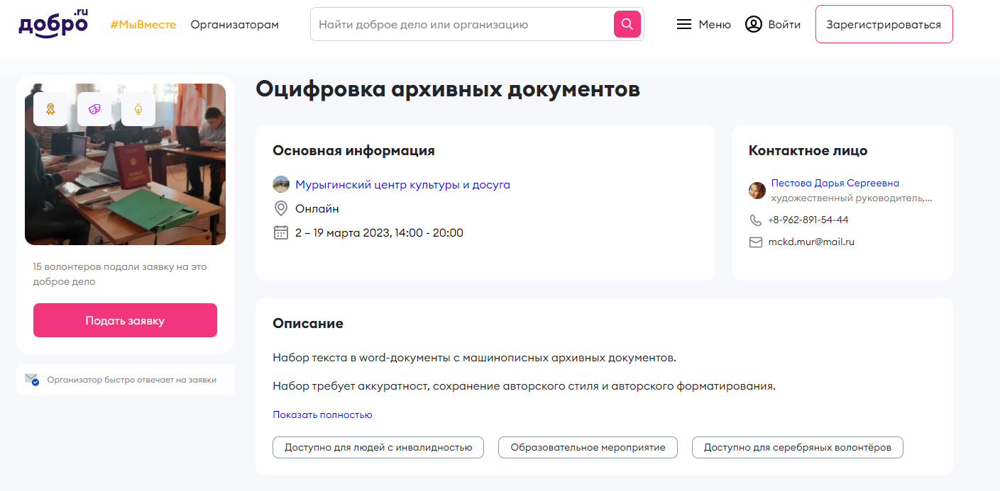 добро.ru
#МыВместе
Организаторам
Найти доброе дело или организацию
Меню
Войти
Зарегистрироваться
Оцифровка архивных документов
15 волонтеров подали заявку на это
доброе дело
Подать заявку
Организатор быстро отвечает на заявки
Основная информация
Мурыгинский центр культуры и досуга
Онлайн
2 – 19 марта 2023, 14:00 - 20:00
Контактное лицо
Пестова Дарья Сергеевна
художественный руководитель,...
+8-962-891-54-44
mckd.mur@mail.ru
Описание
Набор текста в word-документы с машинописных архивных документов.
Набор требует аккуратност, сохранение авторского стиля и авторского форматирования.
Показать полностью
Доступно для людей с инвалидностью
Образовательное мероприятие
Доступно для серебряных волонтёров